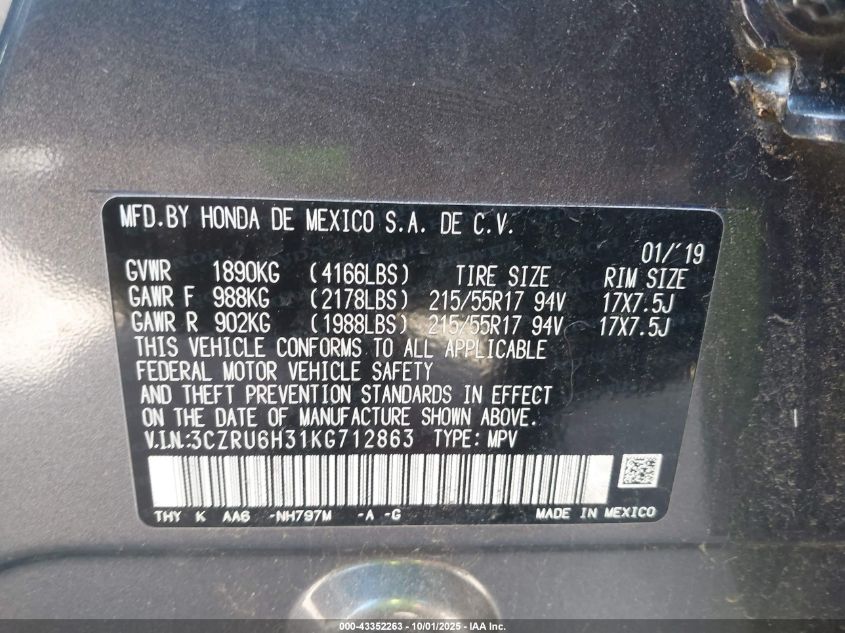 MFD.BY HONDA DE MEXICO S.A. DE C.V.
01/'19
GVWR 1890KG (4166LBS) TIRE SIZE RIM SIZE
GAWR F 988KG (2178LBS) 215/55R17 94V 17X7.5J
GAWR R 902KG (1988LBS) 215/55R17 94V 17X7.5J
THIS VEHICLE CONFORMS TO ALL APPLICABLE
FEDERAL MOTOR VEHICLE SAFETY
AND THEFT PREVENTION STANDARDS IN EFFECT
ON THE DATE OF MANUFACTURE SHOWN ABOVE.
V.I.N.:3CZRU6H31KG712863 TYPE: MPV
THY K AA6 -NH797M -A -G MADE IN MEXICO
000-43352263 - 10/01/2025 - IAA Inc.